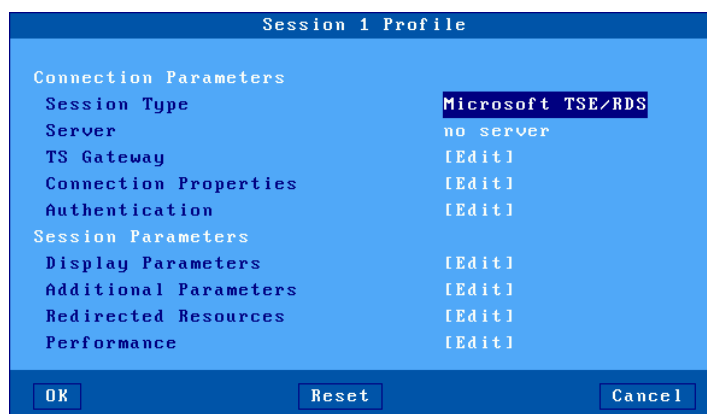 Session 1 Profile
Connection Parameters
Session Type Microsoft TSE/RDS
Server no server
TS Gateway [Edit]
Connection Properties [Edit]
Authentication [Edit]
Session Parameters
Display Parameters [Edit]
Additional Parameters [Edit]
Redirected Resources [Edit]
Performance [Edit]
OK Reset Cancel